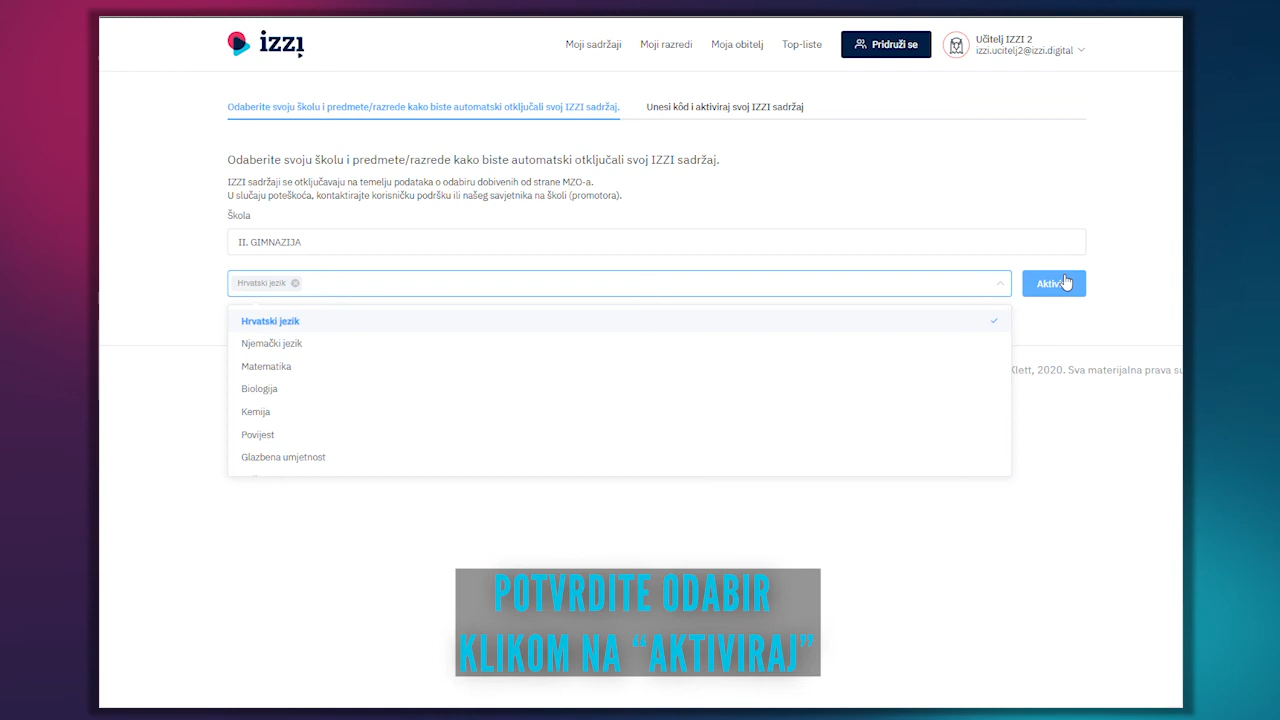 izzi
Moji sadržaji
Moji razredi
Moja obitelj
Top-liste
Pridruži se
Učitelj IZZI 2
izzi.ucitelj2@izzi.digital
Odaberite svoju školu i predmete/razrede kako biste automatski otključali svoj IZZI sadržaj.
Unesi kôd i aktiviraj svoj IZZI sadržaj
Odaberite svoju školu i predmete/razrede kako biste automatski otključali svoj IZZI sadržaj.
IZZI sadržaji se otključavaju na temelju podataka o odabiru dobivenih od strane MZO-a.
U slučaju poteškoća, kontaktirajte korisničku podršku ili našeg savjetnika na školi (promotora).
Škola
II. GIMNAZIJA
Hrvatski jezik
Hrvatski jezik
Njemački jezik
Matematika
Biologija
Kemija
Povijest
Glazbena umjetnost
Klett, 2020. Sva materijalna prava
POTVRDITE ODABIR
KLIKOM NA “AKTIVIRAJ”